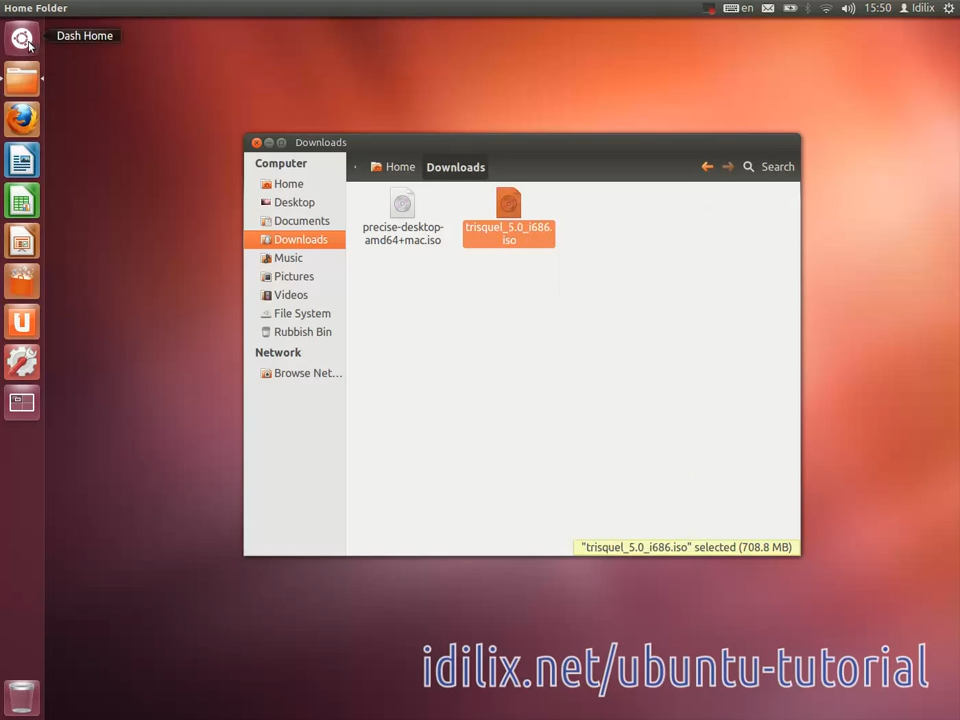 Home Folder
en
15:50
Idilix
Dash Home
Downloads
Computer
Home
Desktop
Documents
Downloads
Music
Pictures
Videos
File System
Rubbish Bin
Network
Browse Net...
Home
Downloads
Search
precise-desktop-
amd64+mac.iso
trisquel_5.0_i686.
iso
"trisquel_5.0_i686.iso" selected (708.8 MB)
idilix.net/ubuntu-tutorial